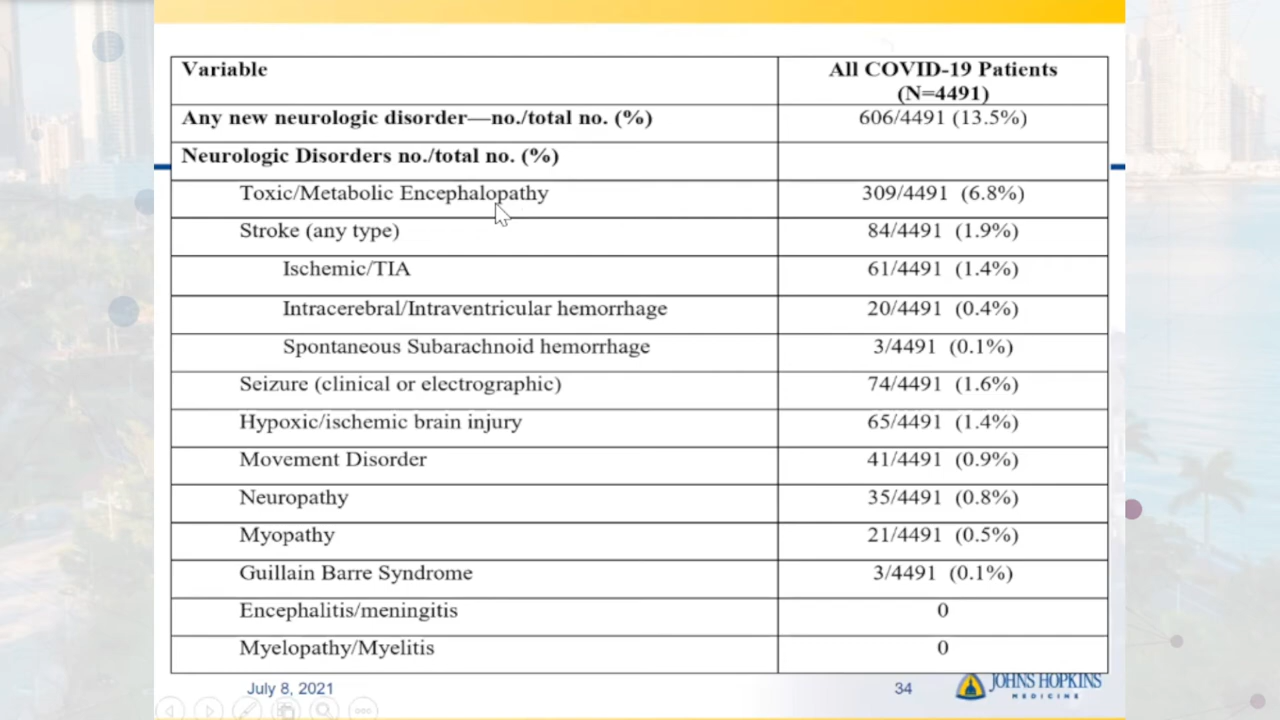 Variable
All COVID-19 Patients
(N=4491)
Any new neurologic disorder—no./total no. (%)
606/4491 (13.5%)
Neurologic Disorders no./total no. (%)
Toxic/Metabolic Encephalopathy
309/4491 (6.8%)
Stroke (any type)
84/4491 (1.9%)
Ischemic/TIA
61/4491 (1.4%)
Intracerebral/Intraventricular hemorrhage
20/4491 (0.4%)
Spontaneous Subarachnoid hemorrhage
3/4491 (0.1%)
Seizure (clinical or electrographic)
74/4491 (1.6%)
Hypoxic/ischemic brain injury
65/4491 (1.4%)
Movement Disorder
41/4491 (0.9%)
Neuropathy
35/4491 (0.8%)
Myopathy
21/4491 (0.5%)
Guillain Barre Syndrome
3/4491 (0.1%)
Encephalitis/meningitis
0
Myelopathy/Myelitis
0
July 8, 2021
34
JOHNS HOPKINS
MEDICINE